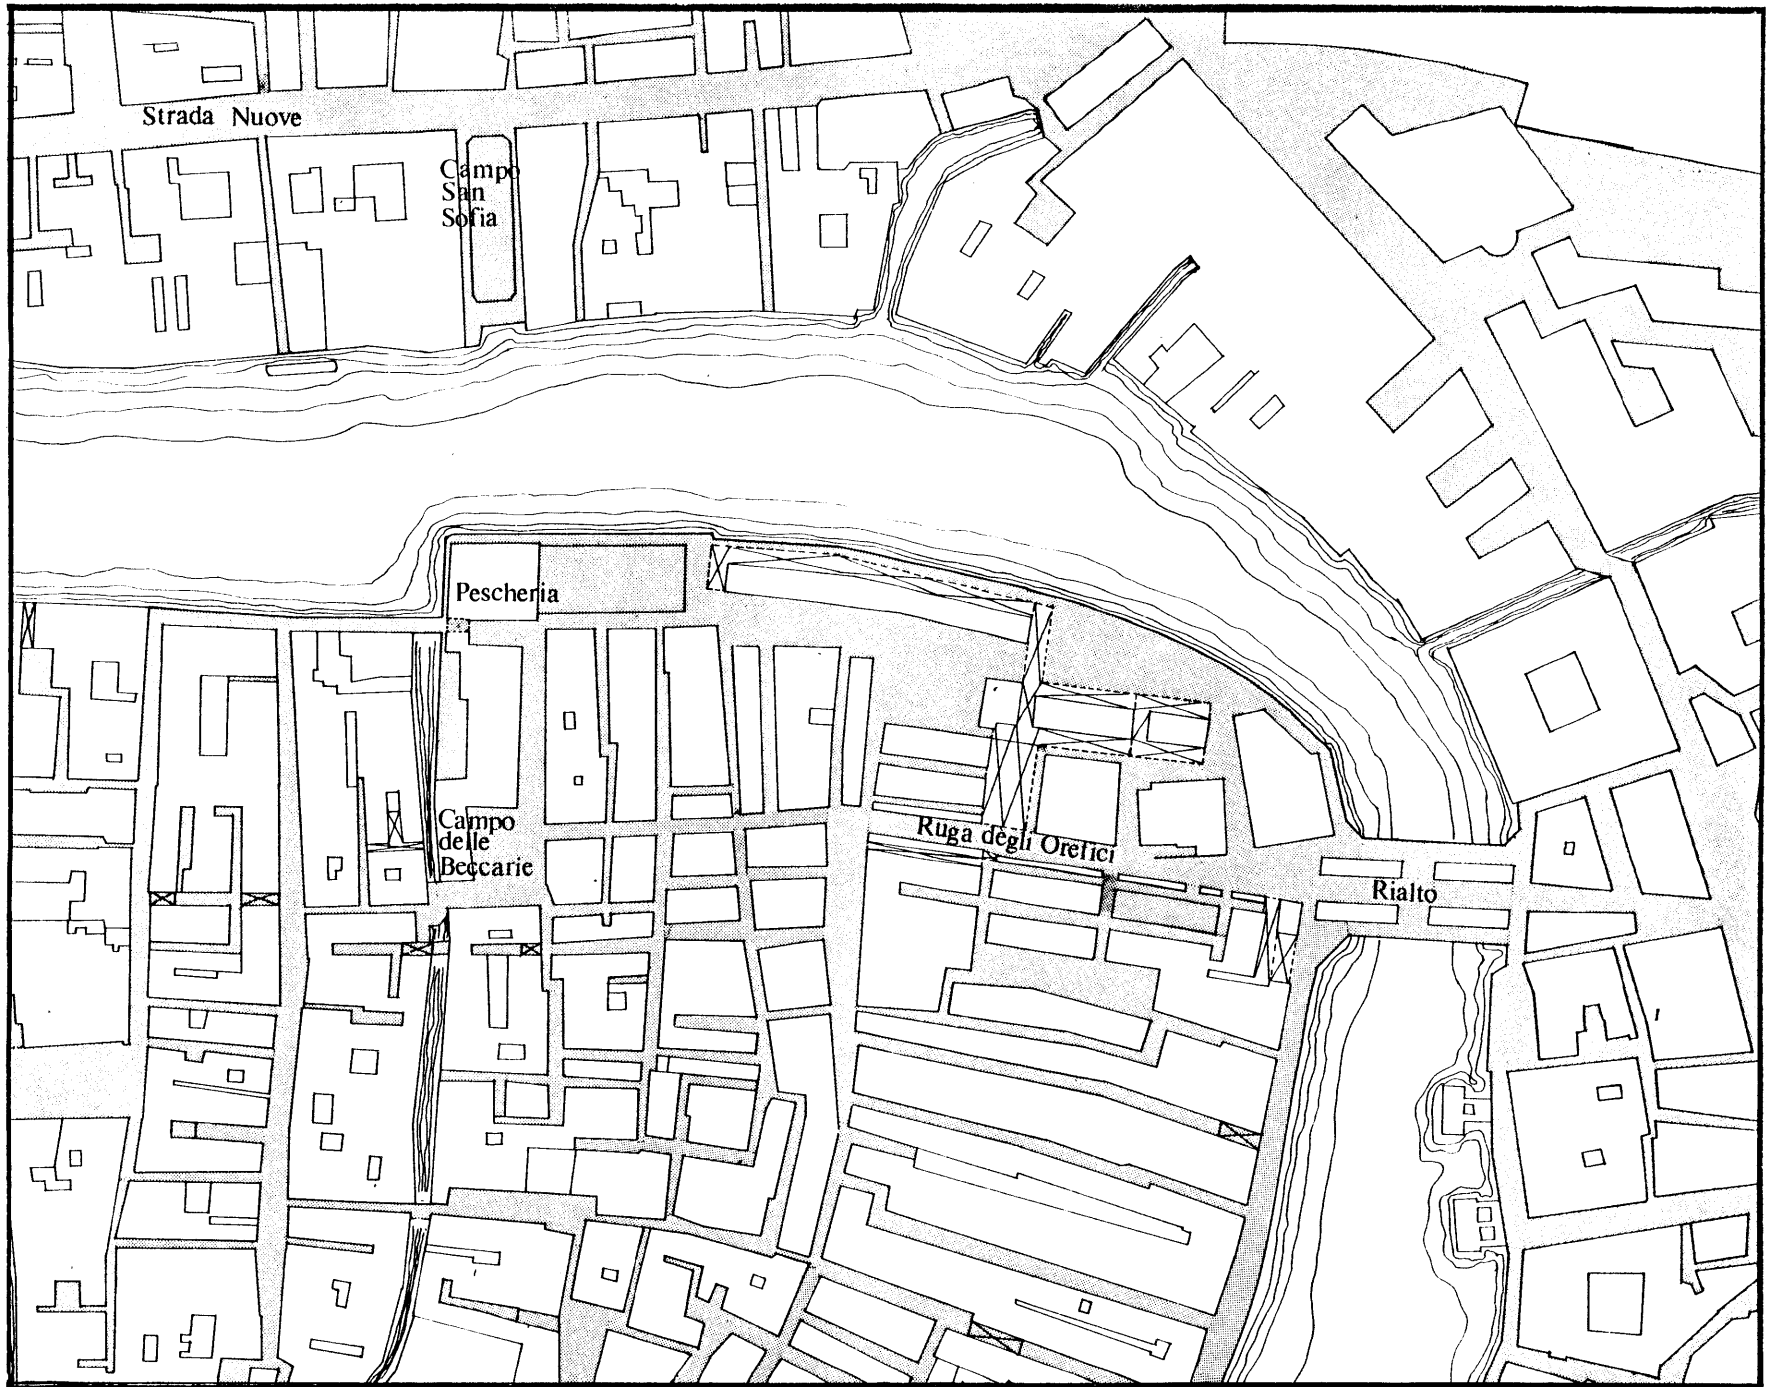 Strada Nuove
Campo
San
Sofia
Pescheria
Campo
delle
Beccarie
Ruga degli Orefici
Rialto